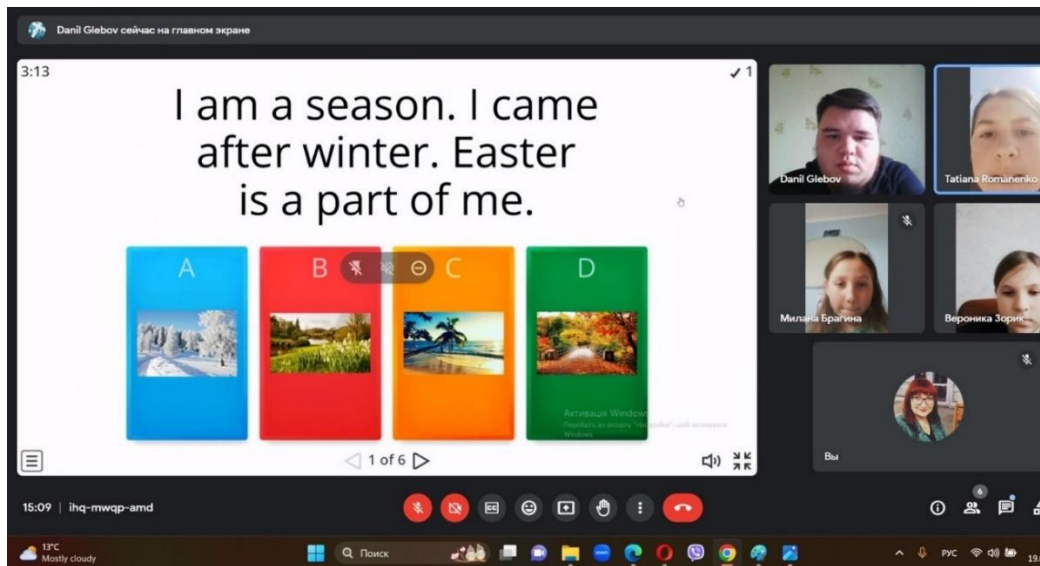 Danil Glebov сейчас на главном экране
3:13
1
I am a season. I came
after winter. Easter
is a part of me.
A B C D
Активація Windows
Windows
1 of 6
Danil Glebov
Tatiana Romanenko
Милана Брагина
Вероника Зорик
Вы
15:09 | ihq-mwqp-amd
6
13°C
Mostly cloudy
Поиск
РУС